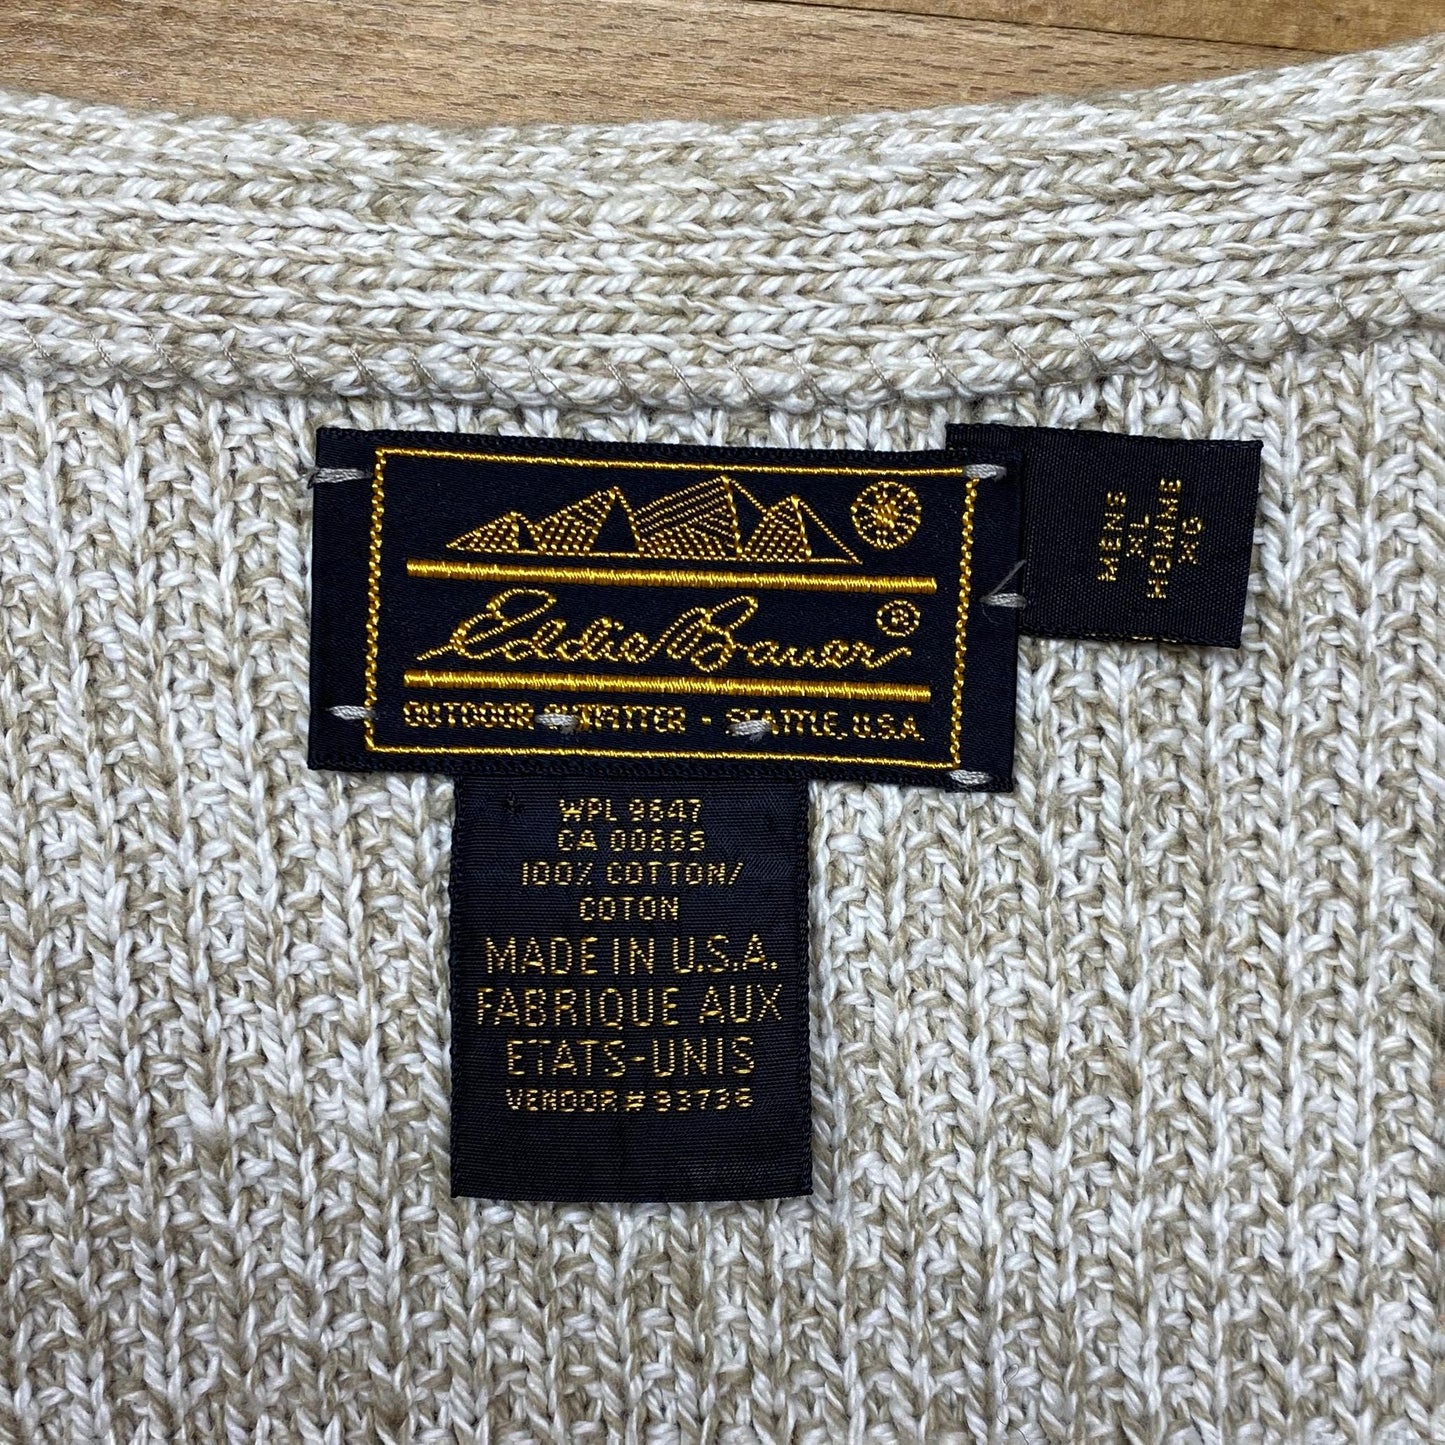 Eddie Bauer®
OUTDOOR OUTFITTER - SEATTLE, U.S.A.
MENS
XL
HOMME
XG
WPL 9647
CA 00865
100% COTTON/
COTON
MADE IN U.S.A.
FABRIQUE AUX
ETATS-UNIS
VENDOR# 93736